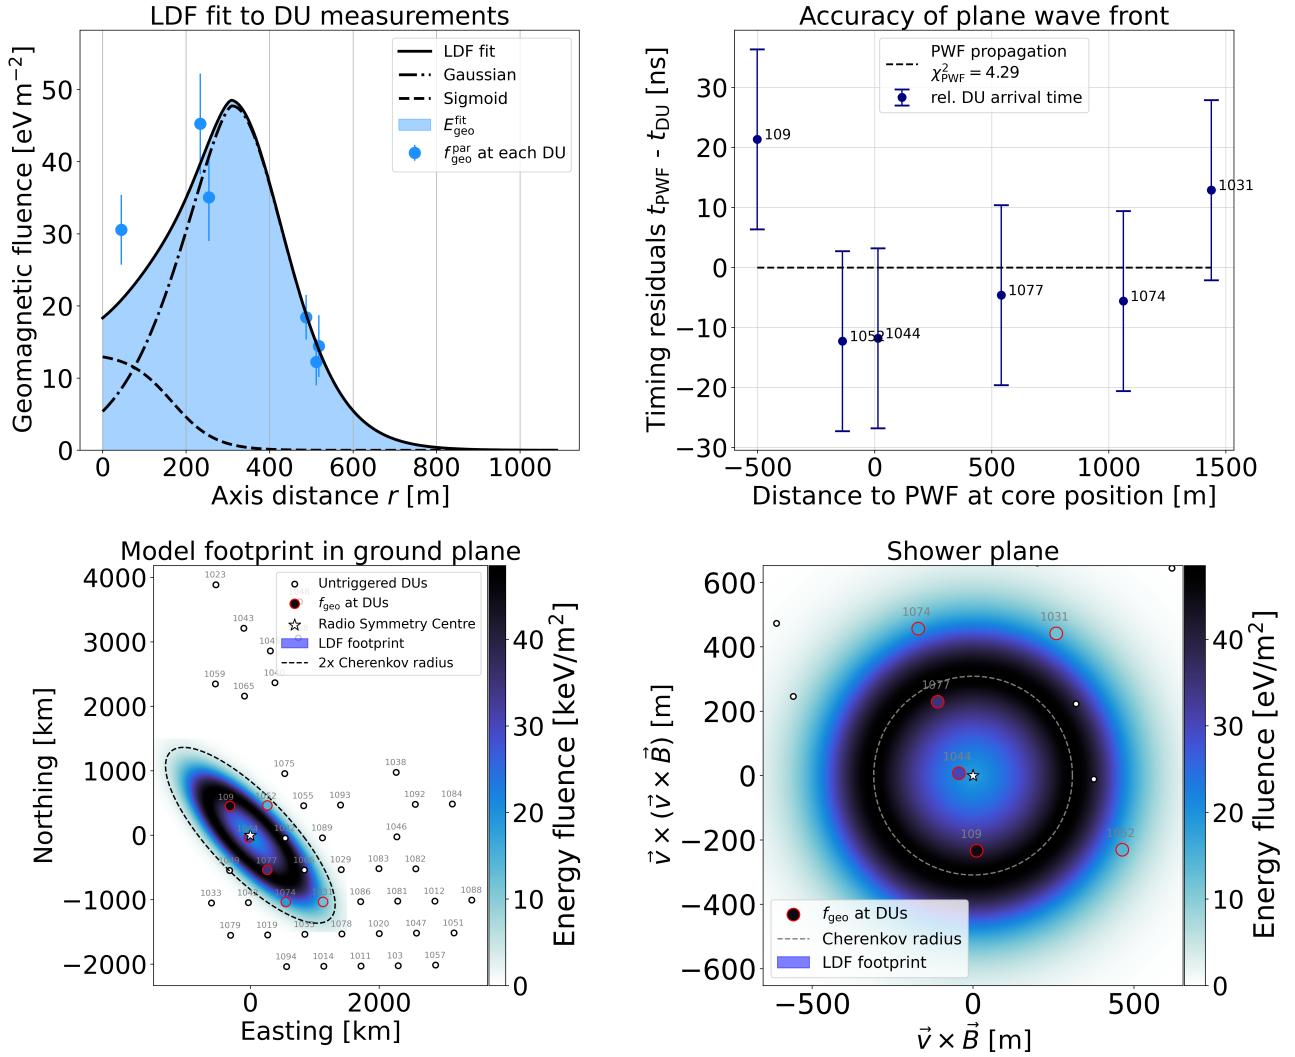 LDF fit to DU measurements
Geomagnetic fluence [eV m⁻²]
50
40
30
20
10
0
LDF fit
Gaussian
Sigmoid
E^fit_geo
f^par_geo at each DU
0 200 400 600 800 1000
Axis distance r [m]
Accuracy of plane wave front
Timing residuals t_PWF - t_DU [ns]
30
20
10
0
−10
−20
−30
PWF propagation
χ²_PWF = 4.29
rel. DU arrival time
109
1052
1044
1077
1074
1031
−500 0 500 1000 1500
Distance to PWF at core position [m]
Model footprint in ground plane
Northing [km]
4000
3000
2000
1000
0
−1000
−2000
Untriggered DUs
f_geo at DUs
Radio Symmetry Centre
LDF footprint
2x Cherenkov radius
1023
1043
1059
1065
1075 1038
109 1052 1055 1093 1092 1084
1089 1046
1049 1077 1029 1083 1082
1033 1074 1031 1086 1081 1012 1088
1079 1019 1078 1020 1047 1051
1094 1014 1011 103 1057
0 2000
Easting [km]
40
30
20
10
0
Energy fluence [keV/m²]
Shower plane
v⃗ × (v⃗ × B⃗) [m]
600
400
200
0
−200
−400
−600
1074
1031
1077
1044
109
1052
f_geo at DUs
Cherenkov radius
LDF footprint
−500 0 500
v⃗ × B⃗ [m]
40
30
20
10
0
Energy fluence [eV/m²]